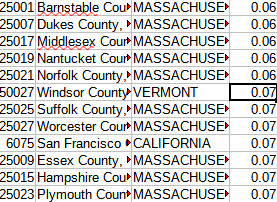 25001 Barnstable Cou MASSACHUSE 0.06
25007 Dukes County, MASSACHUSE 0.06
25017 Middlesex Cour MASSACHUSE 0.06
25019 Nantucket Coun MASSACHUSE 0.06
25021 Norfolk County, MASSACHUSE 0.06
50027 Windsor County VERMONT 0.07
25025 Suffolk County, MASSACHUSE 0.07
25027 Worcester Cour MASSACHUSE 0.07
6075 San Francisco CALIFORNIA 0.07
25009 Essex County, MASSACHUSE 0.07
25015 Hampshire Cour MASSACHUSE 0.07
25023 Plymouth Coun MASSACHUSE 0.07